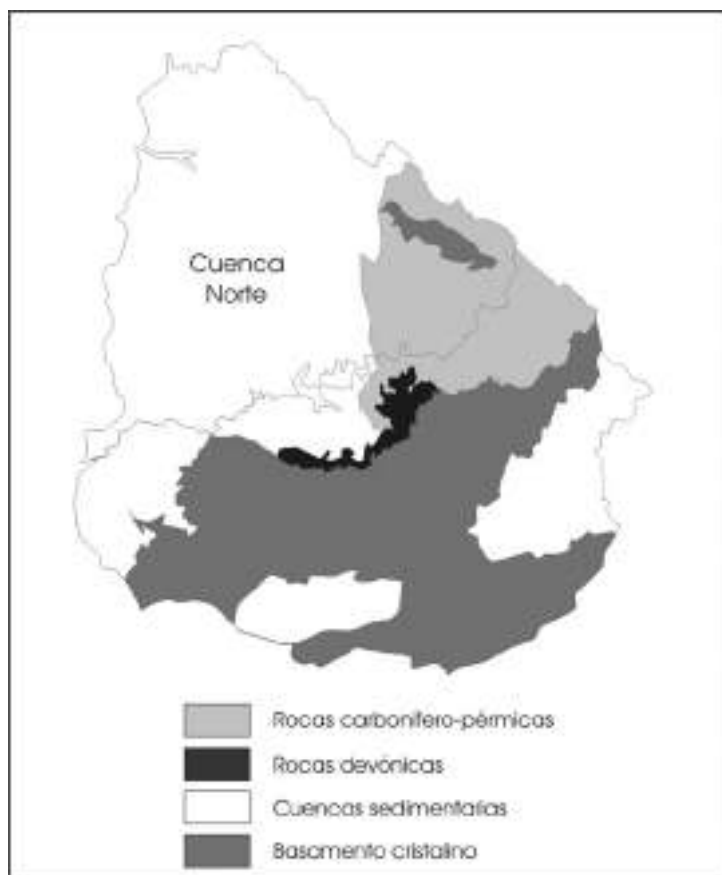 Cuenca
Norte
Rocas carbonífero-pérmicas
Rocas devónicas
Cuencas sedimentarias
Basamento cristalino